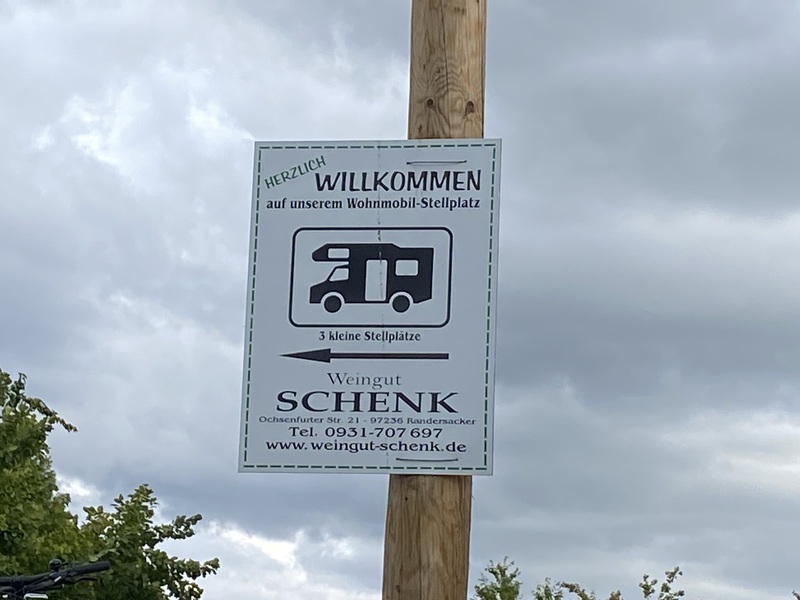 HERZLICH
WILLKOMMEN
auf unserem Wohnmobil-Stellplatz
3 kleine Stellplätze
Weingut
SCHENK
Ochsenfurter Str. 21 - 97236 Randersacker
Tel. 0931-707 697
www.weingut-schenk.de